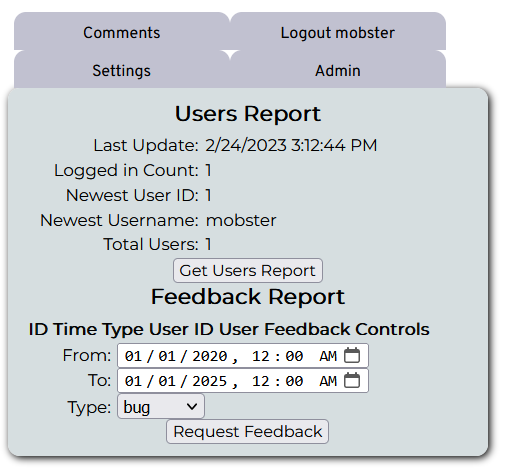 Comments Logout mobster
Settings Admin
Users Report
Last Update: 2/24/2023 3:12:44 PM
Logged in Count: 1
Newest User ID: 1
Newest Username: mobster
Total Users: 1
Get Users Report
Feedback Report
ID Time Type User ID User Feedback Controls
From: 01/01/2020, 12:00 AM
To: 01/01/2025, 12:00 AM
Type: bug
Request Feedback